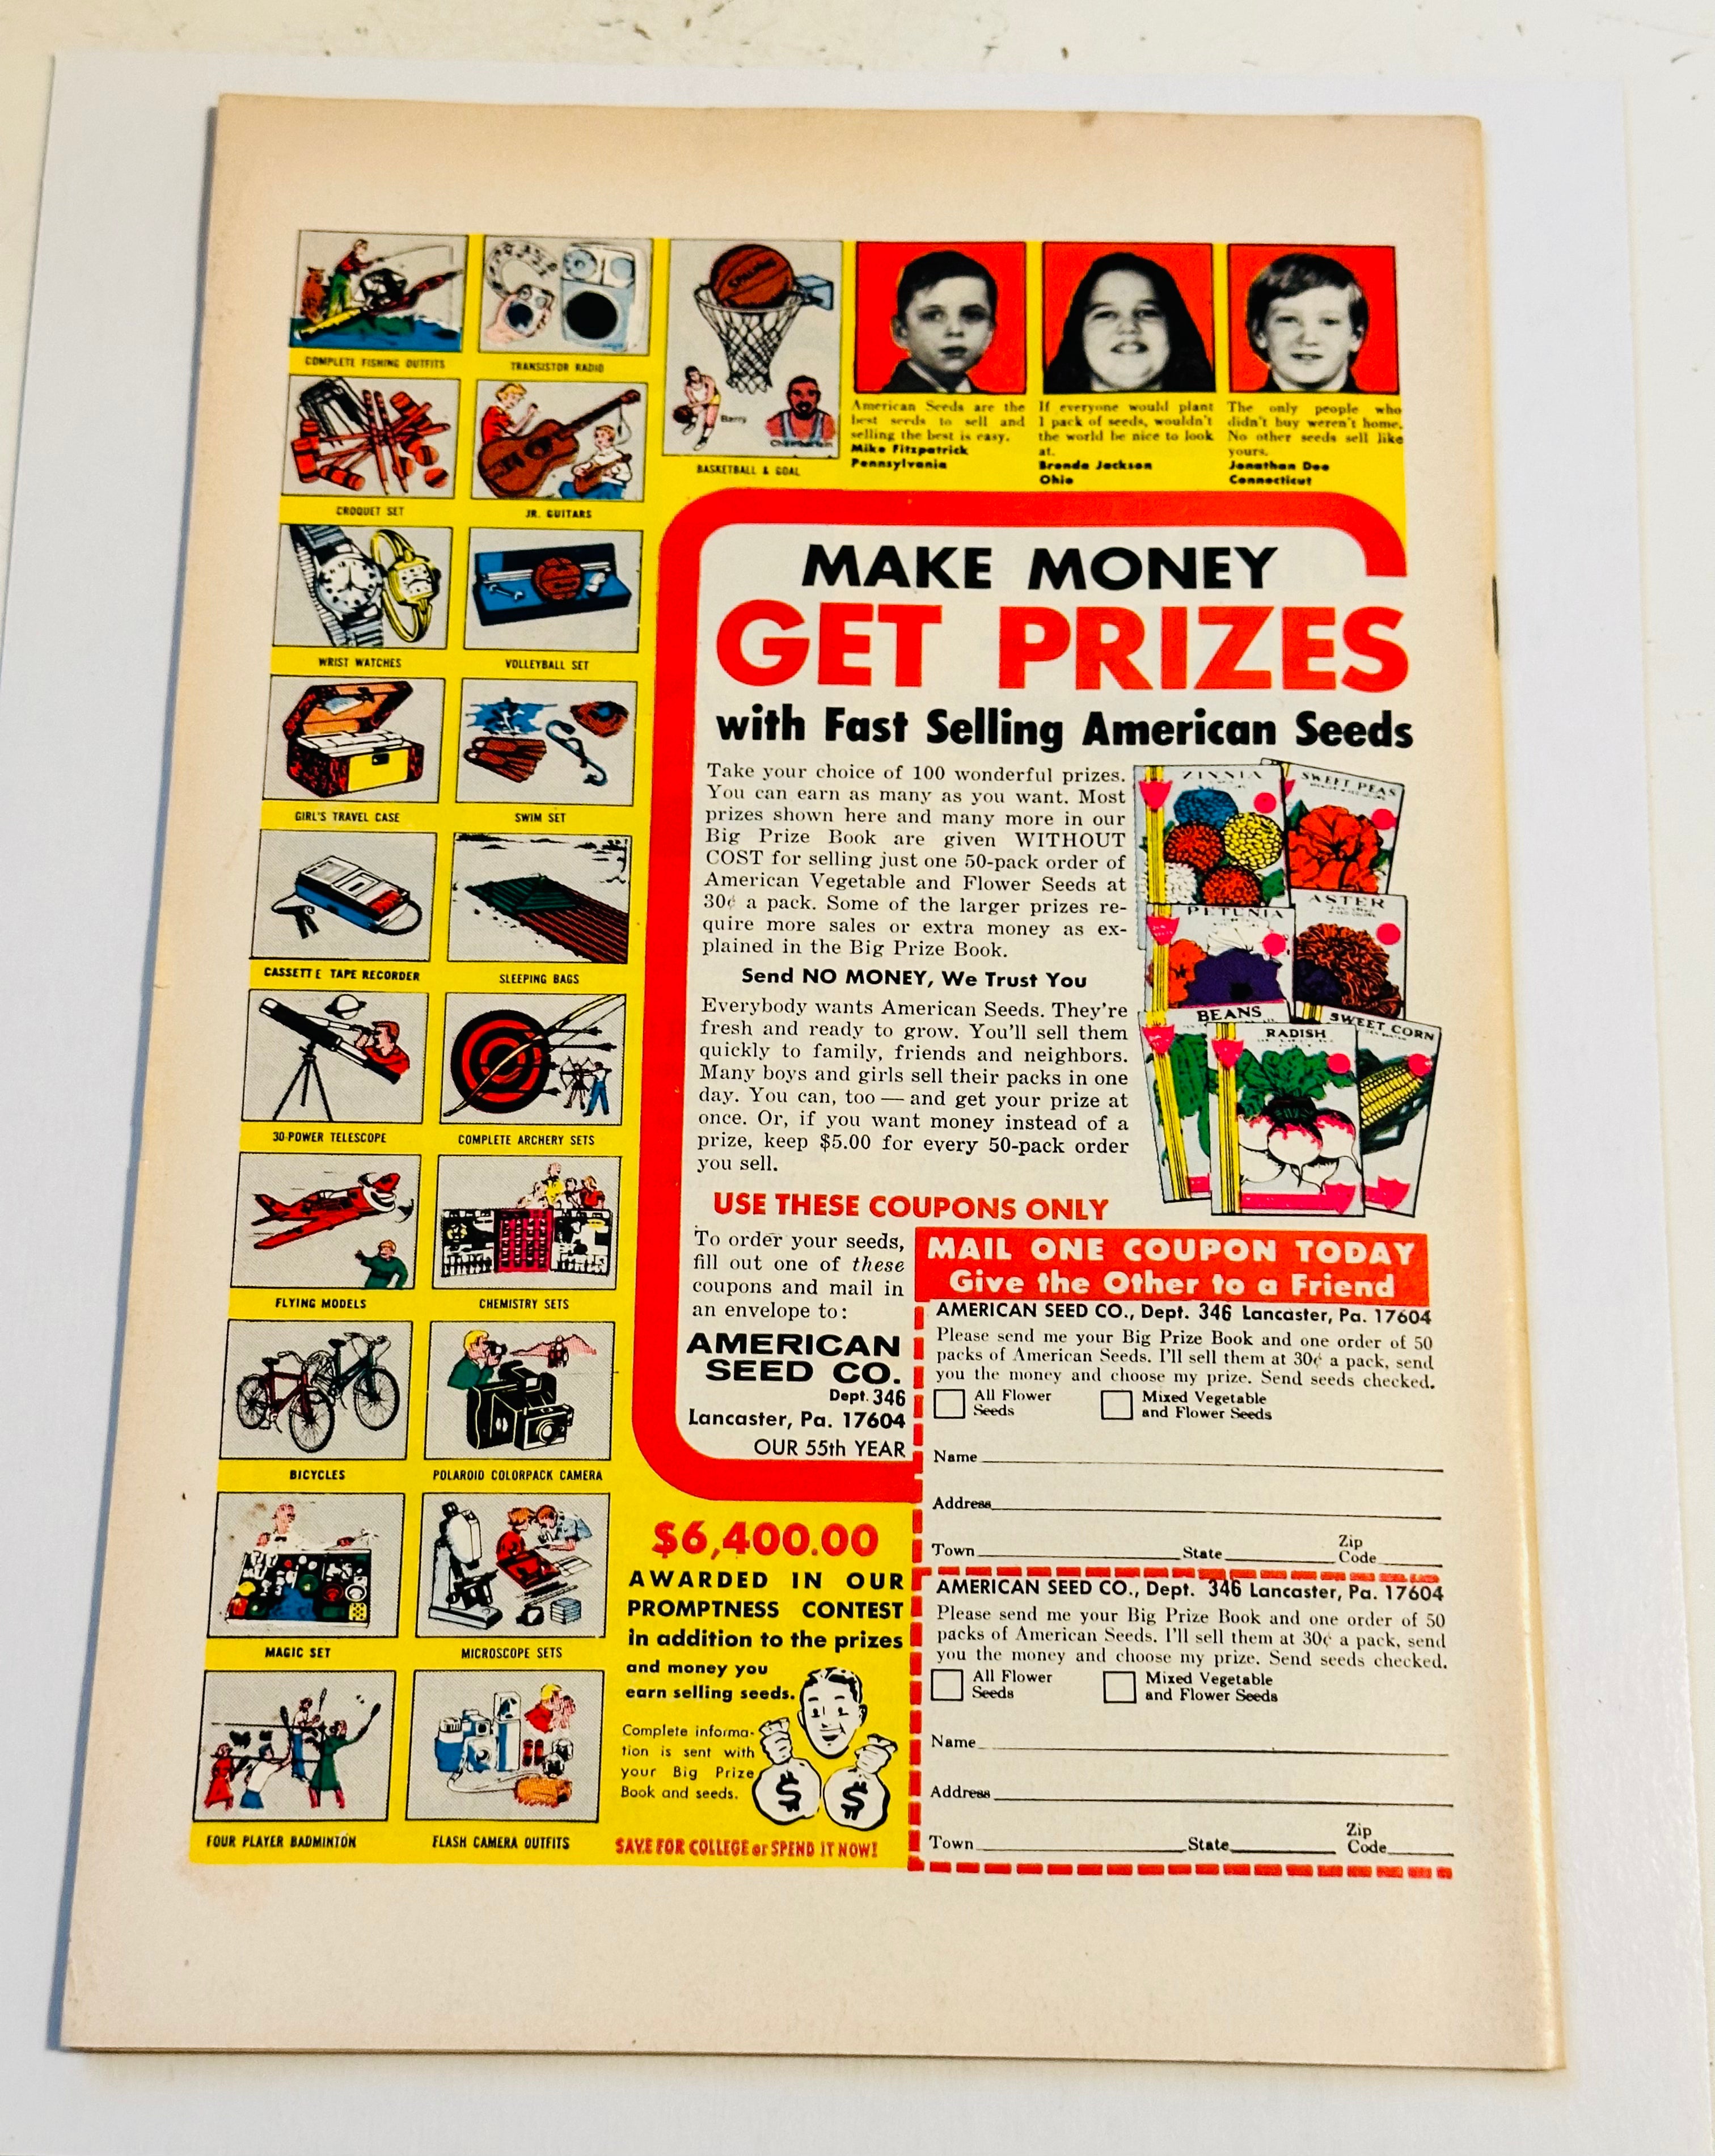 COMPLETE FISHING OUTFITS
TRANSISTOR RADIO
Spalding
Barry
Chamberlain
BASKETBALL & GOAL
CROQUET SET
JR. GUITARS
WRIST WATCHES
VOLLEYBALL SET
GIRL'S TRAVEL CASE
SWIM SET
CASSETTE TAPE RECORDER
SLEEPING BAGS
30-POWER TELESCOPE
COMPLETE ARCHERY SETS
FLYING MODELS
CHEMISTRY SETS
BICYCLES
POLAROID COLORPACK CAMERA
MAGIC SET
MICROSCOPE SETS
FOUR PLAYER BADMINTON
FLASH CAMERA OUTFITS
American Seeds are the
best seeds to sell and
selling the best is easy.
Mike Fitzpatrick
Pennsylvania
If everyone would plant
1 pack of seeds, wouldn't
the world be nice to look
at.
Brenda Jackson
Ohio
The only people who
didn't buy weren't home.
No other seeds sell like
yours.
Jonathan Dee
Connecticut
MAKE MONEY
GET PRIZES
with Fast Selling American Seeds
Take your choice of 100 wonderful prizes.
You can earn as many as you want. Most
prizes shown here and many more in our
Big Prize Book are given WITHOUT
COST for selling just one 50-pack order of
American Vegetable and Flower Seeds at
30¢ a pack. Some of the larger prizes re-
quire more sales or extra money as ex-
plained in the Big Prize Book.
Send NO MONEY, We Trust You
Everybody wants American Seeds. They're
fresh and ready to grow. You'll sell them
quickly to family, friends and neighbors.
Many boys and girls sell their packs in one
day. You can, too — and get your prize at
once. Or, if you want money instead of a
prize, keep $5.00 for every 50-pack order
you sell.
ZINNIA
SWEET PEAS
PETUNIA
ASTER
BEANS
RADISH
SWEET CORN
USE THESE COUPONS ONLY
To order your seeds,
fill out one of these
coupons and mail in
an envelope to:
AMERICAN
SEED CO.
Dept. 346
Lancaster, Pa. 17604
OUR 55th YEAR
MAIL ONE COUPON TODAY
Give the Other to a Friend
AMERICAN SEED CO., Dept. 346 Lancaster, Pa. 17604
Please send me your Big Prize Book and one order of 50
packs of American Seeds. I'll sell them at 30¢ a pack, send
you the money and choose my prize. Send seeds checked.
All Flower Seeds
Mixed Vegetable and Flower Seeds
Name
Address
Town State Zip Code
AMERICAN SEED CO., Dept. 346 Lancaster, Pa. 17604
Please send me your Big Prize Book and one order of 50
packs of American Seeds. I'll sell them at 30¢ a pack, send
you the money and choose my prize. Send seeds checked.
All Flower Seeds
Mixed Vegetable and Flower Seeds
Name
Address
Town State Zip Code
$6,400.00
AWARDED IN OUR
PROMPTNESS CONTEST
in addition to the prizes
and money you
earn selling seeds.
Complete informa-
tion is sent with
your Big Prize
Book and seeds.
$ $
SAVE FOR COLLEGE or SPEND IT NOW!